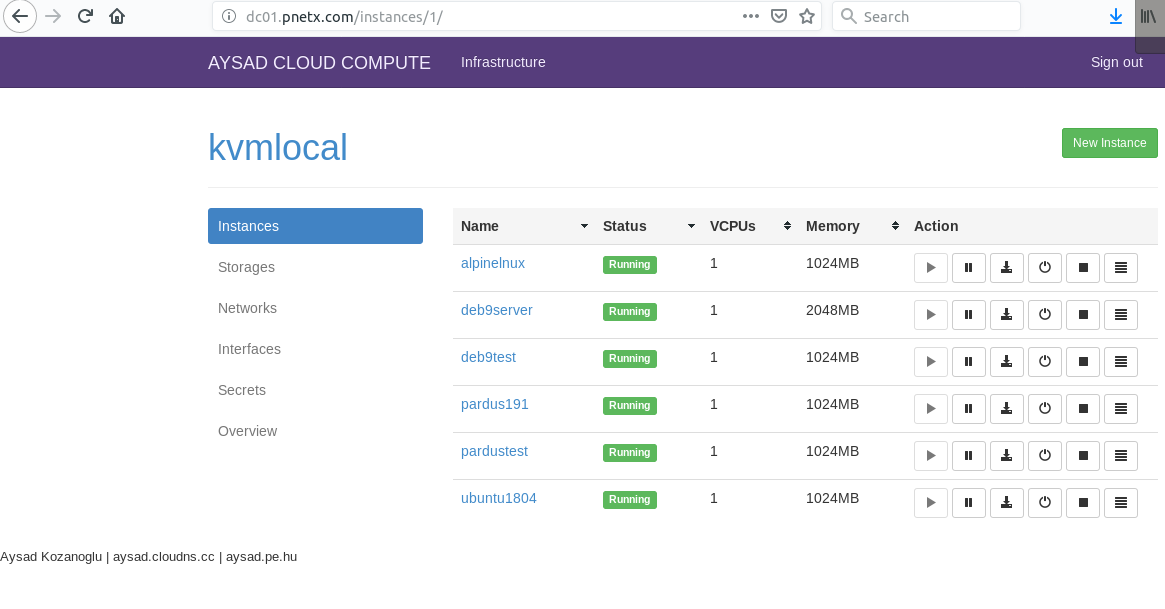 dc01.pnetx.com/instances/1/ Search
AYSAD CLOUD COMPUTE Infrastructure Sign out
kvmlocal New Instance
Instances
Storages
Networks
Interfaces
Secrets
Overview
Name Status VCPUs Memory Action
alpinelnux Running 1 1024MB
deb9server Running 1 2048MB
deb9test Running 1 1024MB
pardus191 Running 1 1024MB
pardustest Running 1 1024MB
ubuntu1804 Running 1 1024MB
Aysad Kozanoglu | aysad.cloudns.cc | aysad.pe.hu